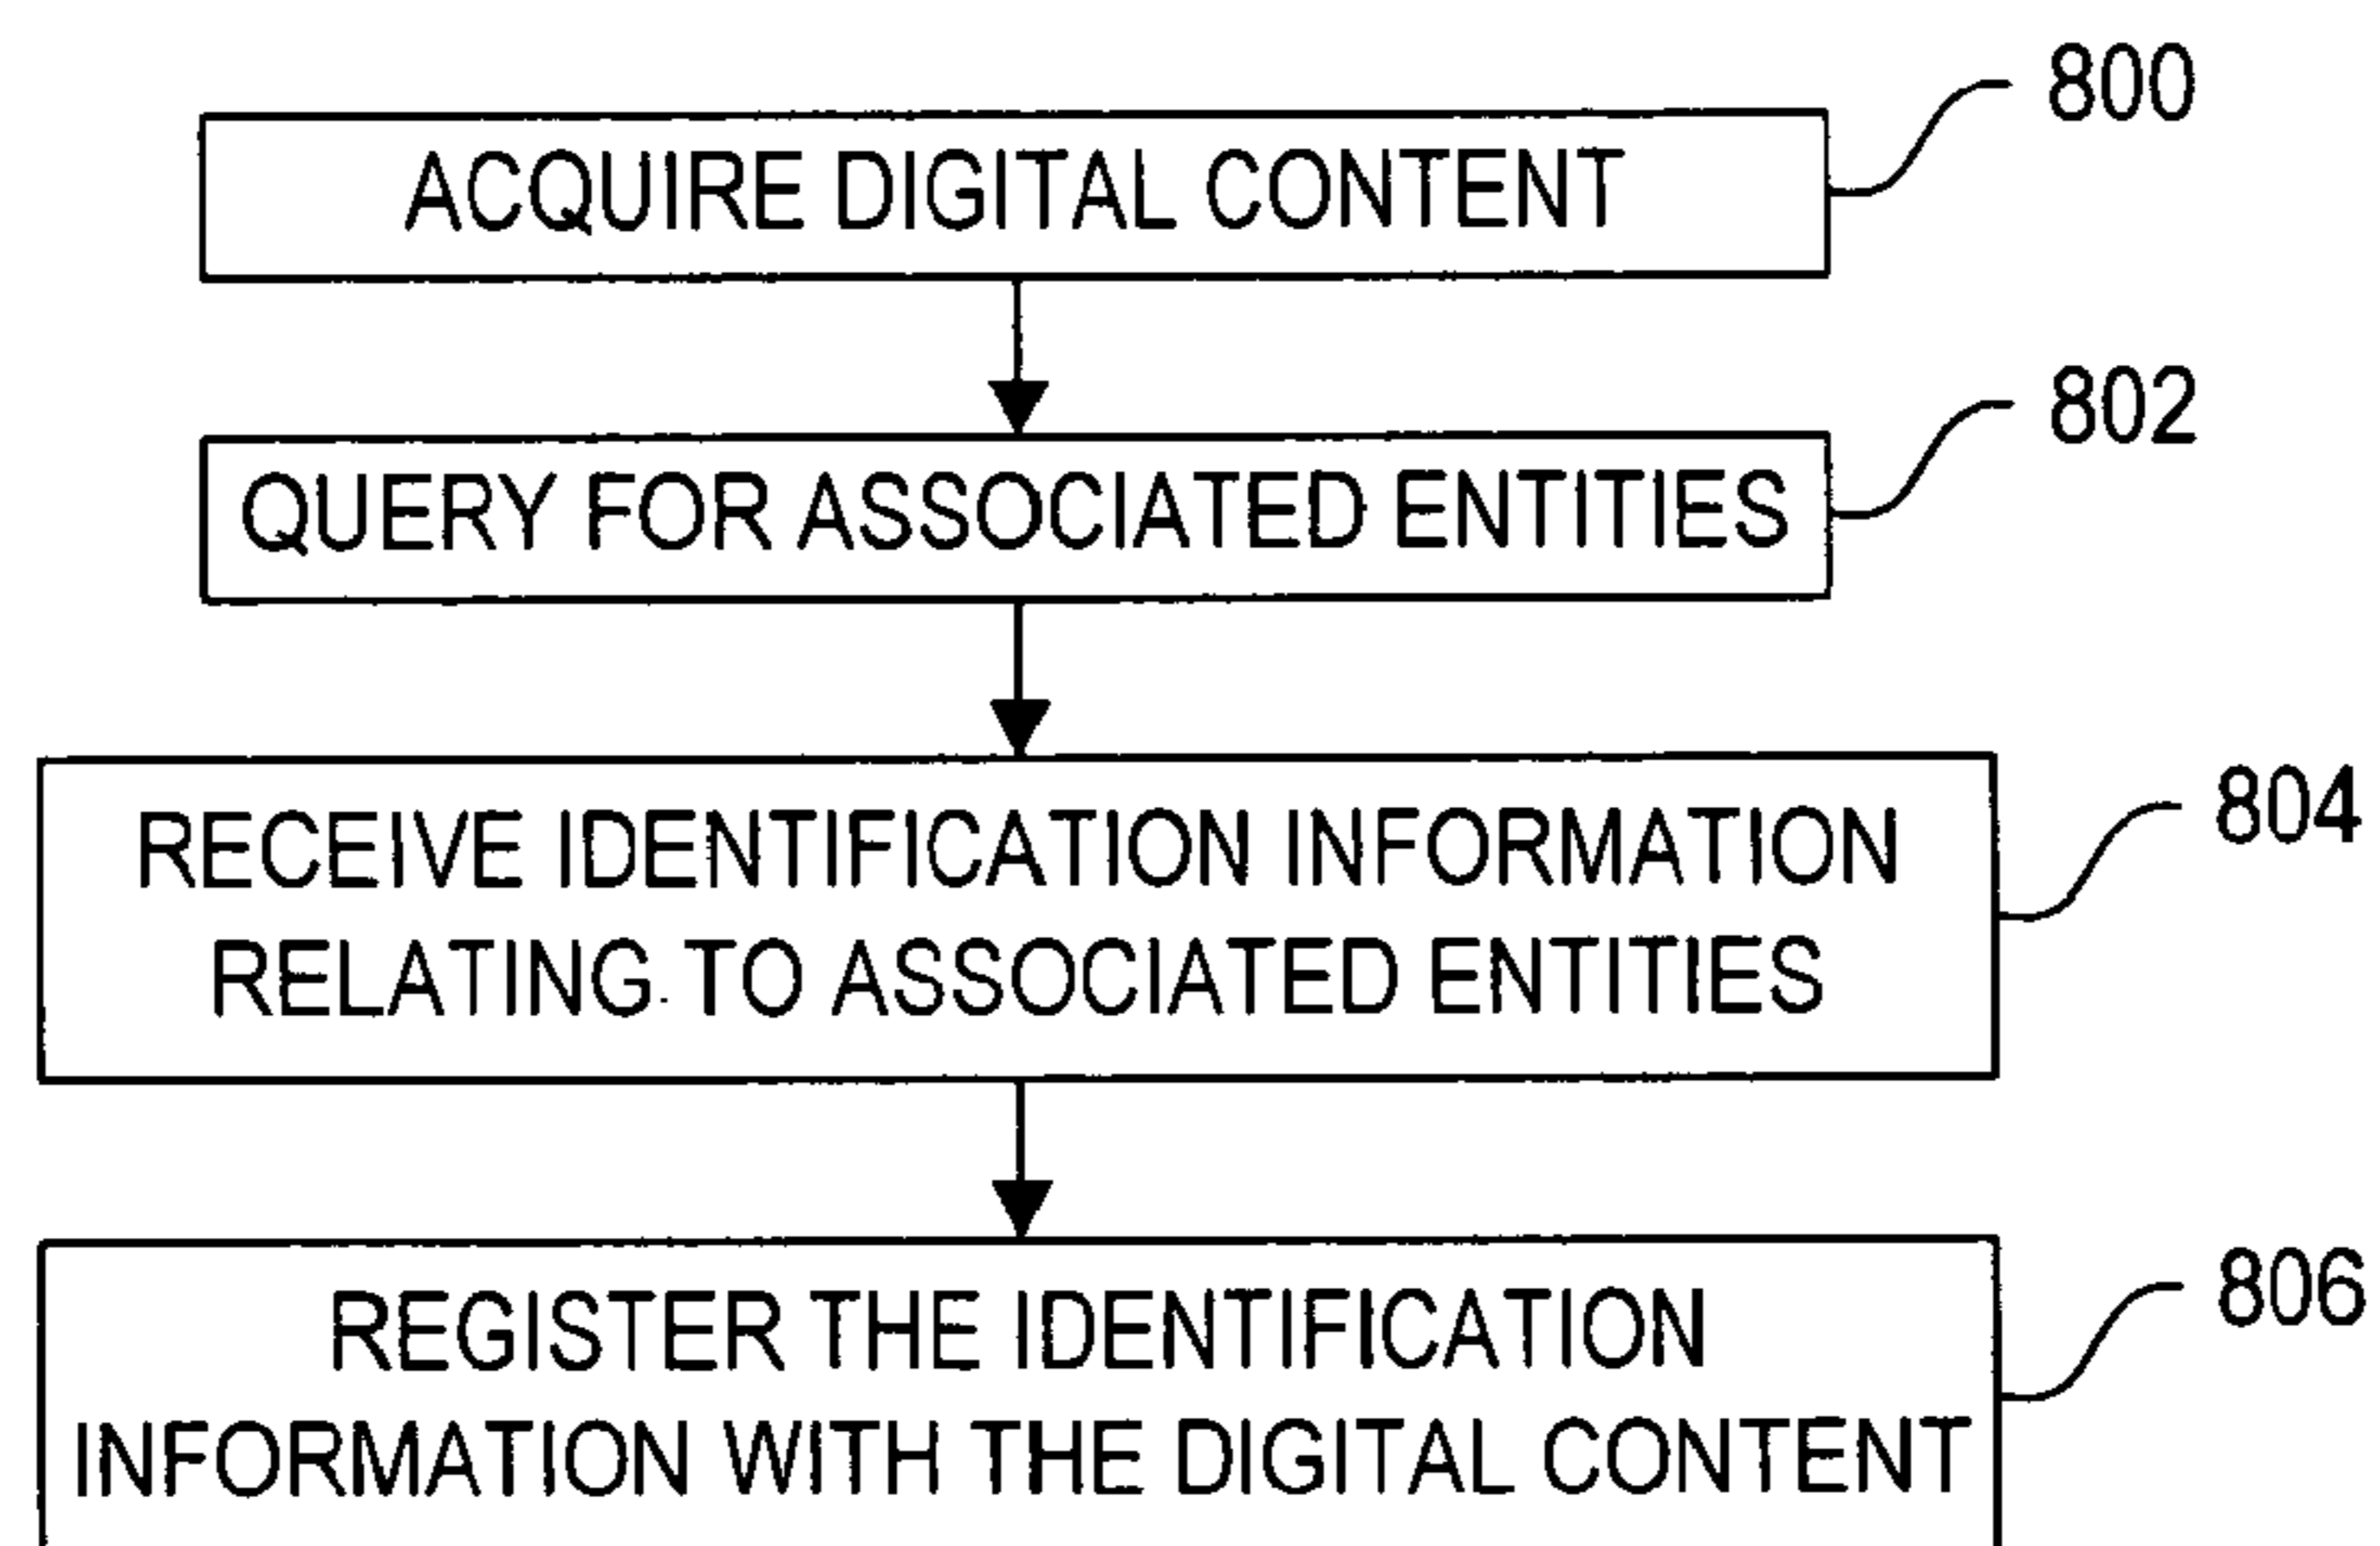 ACQUIRE DIGITAL CONTENT
800
QUERY FOR ASSOCIATED ENTITIES
802
RECEIVE IDENTIFICATION INFORMATION
RELATING TO ASSOCIATED ENTITIES
804
REGISTER THE IDENTIFICATION
INFORMATION WITH THE DIGITAL CONTENT
806